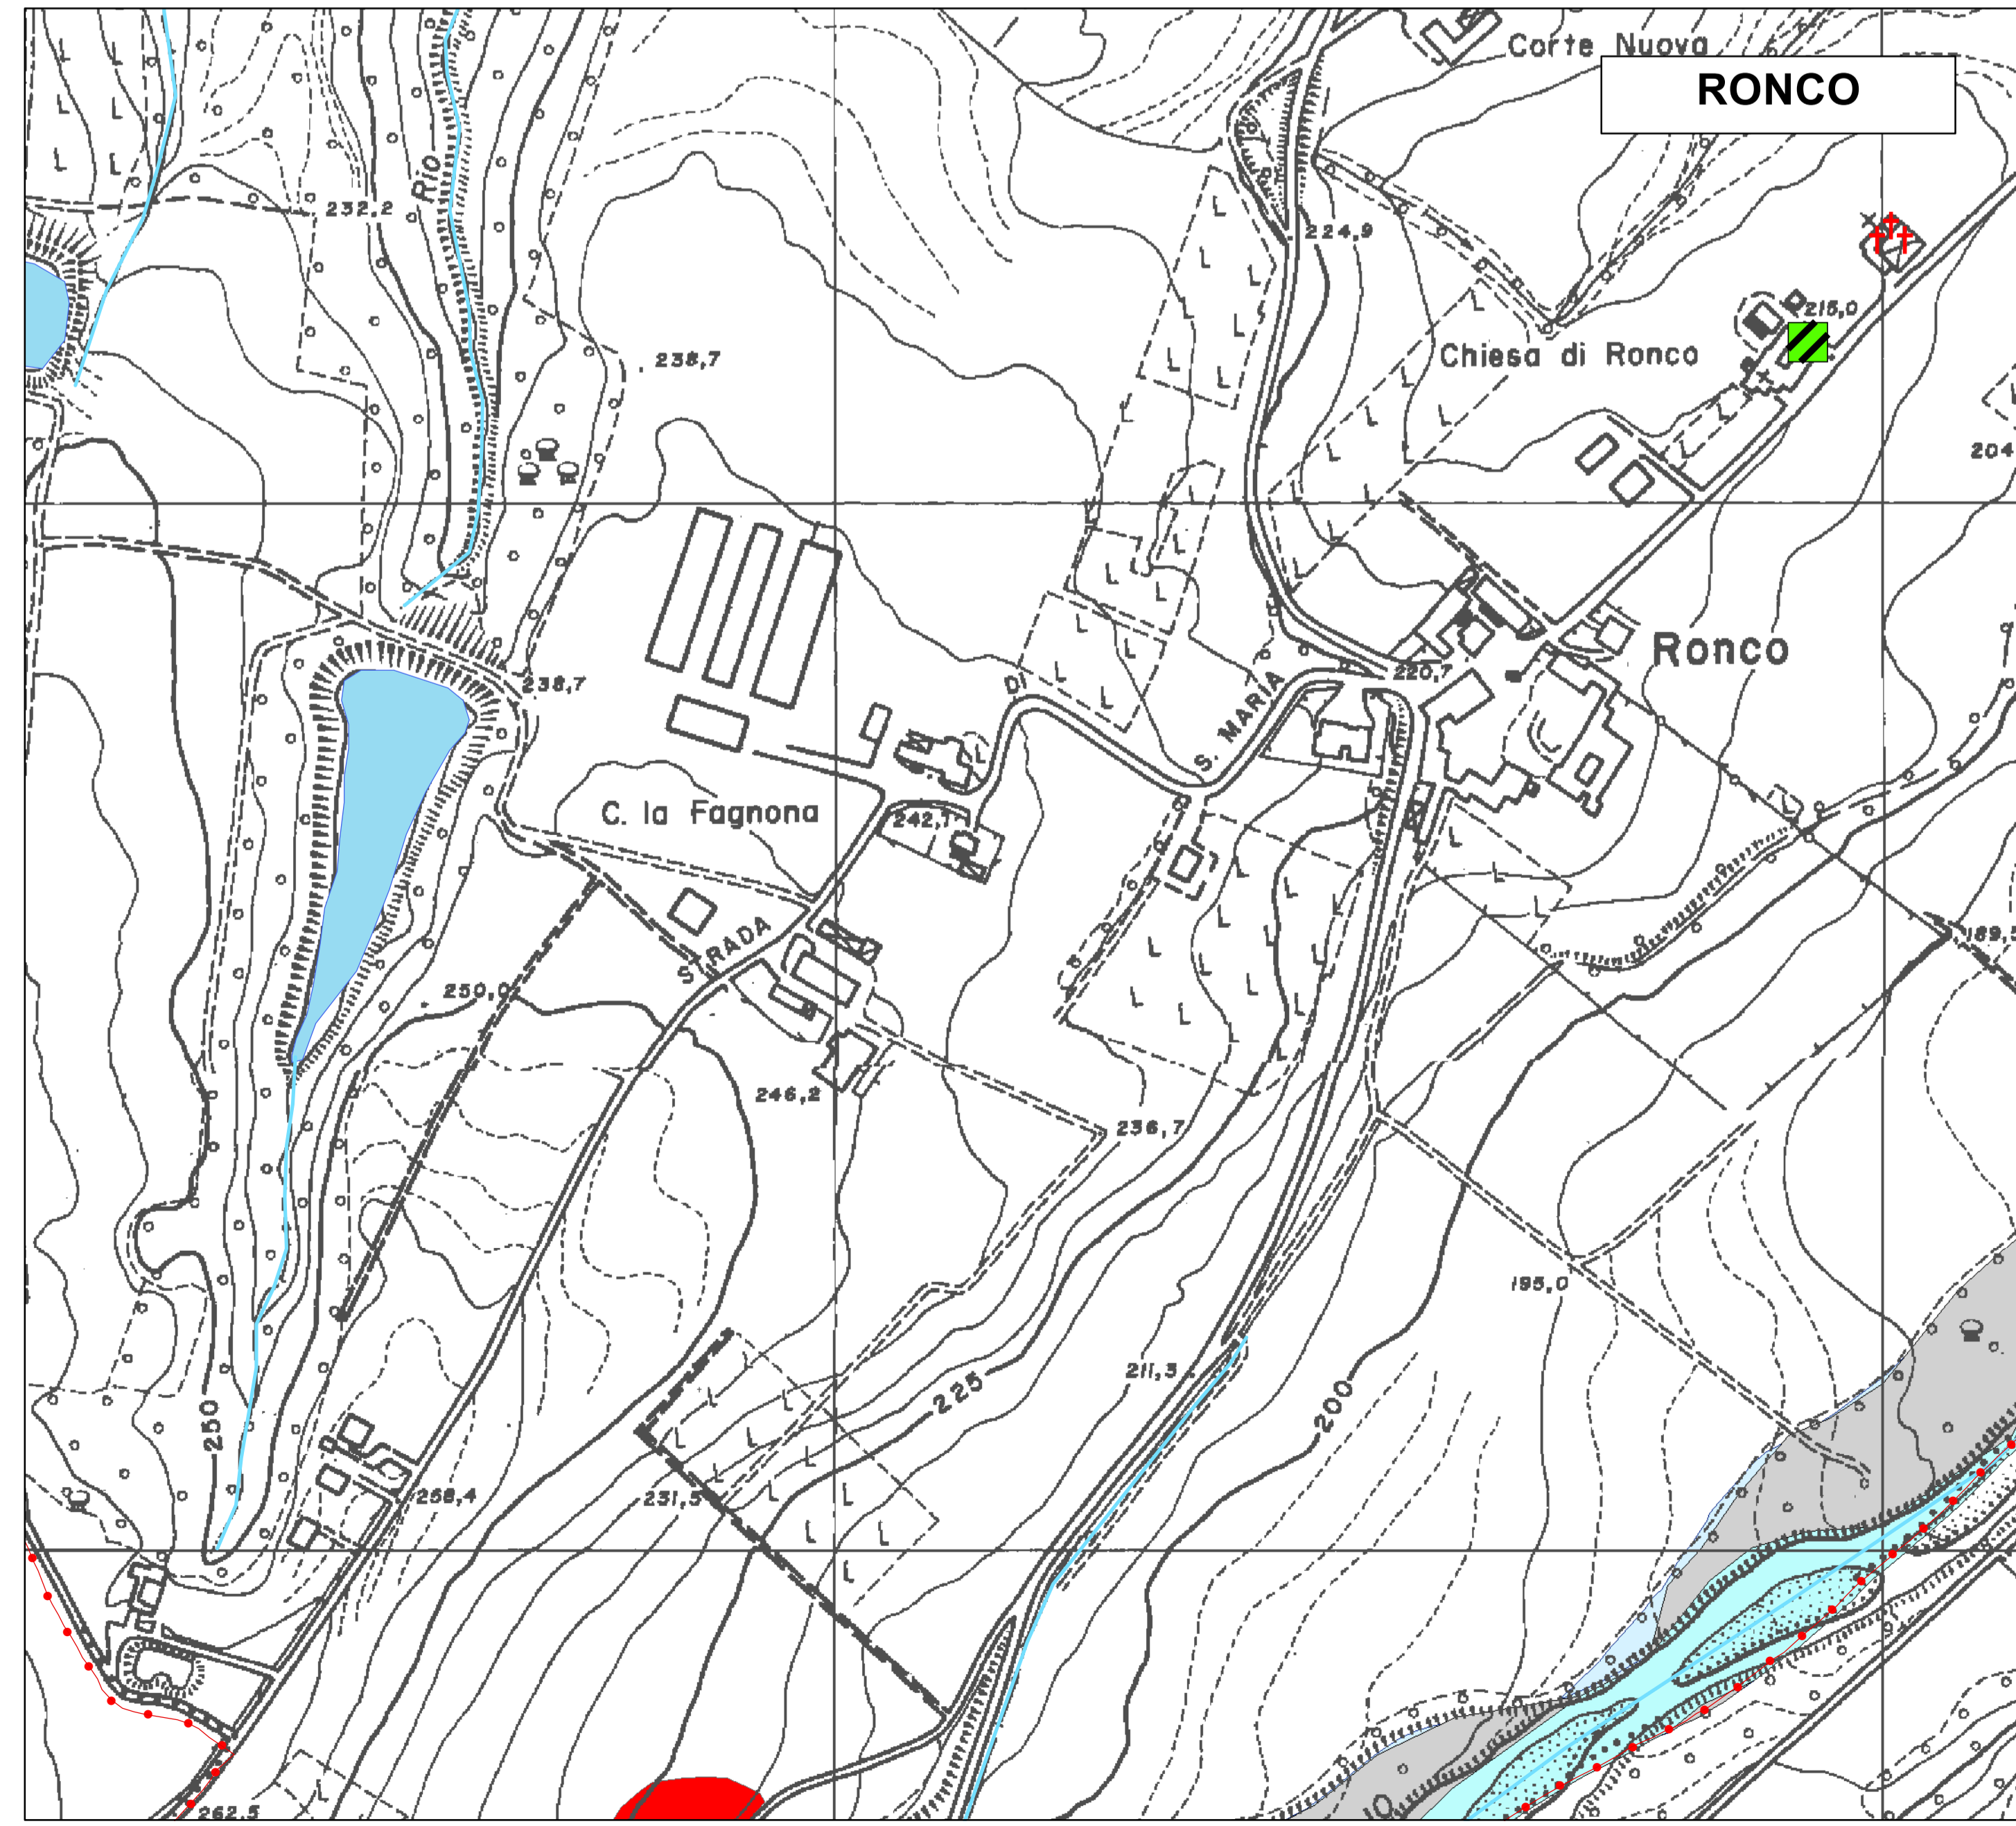 Corte Nuova
RONCO
Rio
232,2
224,9
215,0
238,7
Chiesa di Ronco
204
Ronco
220,7
238,7
DI
S. MARIA
C. la Fagnona
242,1
STRADA
189,5
250,0
246,2
236,7
195,0
211,3
225
200
250
258,4
231,5
262,5
IO